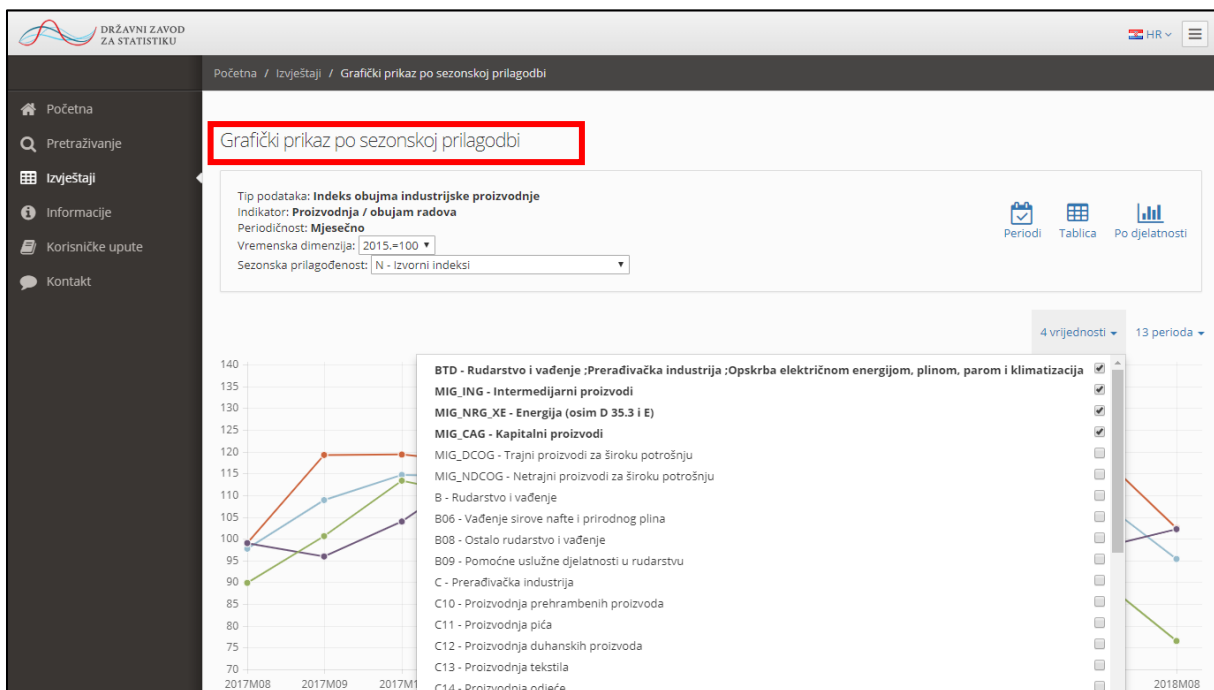 DRŽAVNI ZAVOD
ZA STATISTIKU
HR
Početna / Izvještaji / Grafički prikaz po sezonskoj prilagodbi
Početna
Pretraživanje
Izvještaji
Informacije
Korisničke upute
Kontakt
Grafički prikaz po sezonskoj prilagodbi
Tip podataka: Indeks obujma industrijske proizvodnje
Indikator: Proizvodnja / obujam radova
Periodičnost: Mjesečno
Vremenska dimenzija: 2015.=100
Sezonska prilagođenost: N - Izvorni indeksi
Periodi
Tablica
Po djelatnosti
4 vrijednosti
13 perioda
140
135
130
125
120
115
110
105
100
95
90
85
80
75
70
2017M08
2017M09
2017M1
2018M08
BTD - Rudarstvo i vađenje ;Prerađivačka industrija ;Opskrba električnom energijom, plinom, parom i klimatizacija
MIG_ING - Intermedijarni proizvodi
MIG_NRG_XE - Energija (osim D 35.3 i E)
MIG_CAG - Kapitalni proizvodi
MIG_DCOG - Trajni proizvodi za široku potrošnju
MIG_NDCOG - Netrajni proizvodi za široku potrošnju
B - Rudarstvo i vađenje
B06 - Vađenje sirove nafte i prirodnog plina
B08 - Ostalo rudarstvo i vađenje
B09 - Pomoćne uslužne djelatnosti u rudarstvu
C - Prerađivačka industrija
C10 - Proizvodnja prehrambenih proizvoda
C11 - Proizvodnja pića
C12 - Proizvodnja duhanskih proizvoda
C13 - Proizvodnja tekstila
C14 - Proizvodnja odjeće